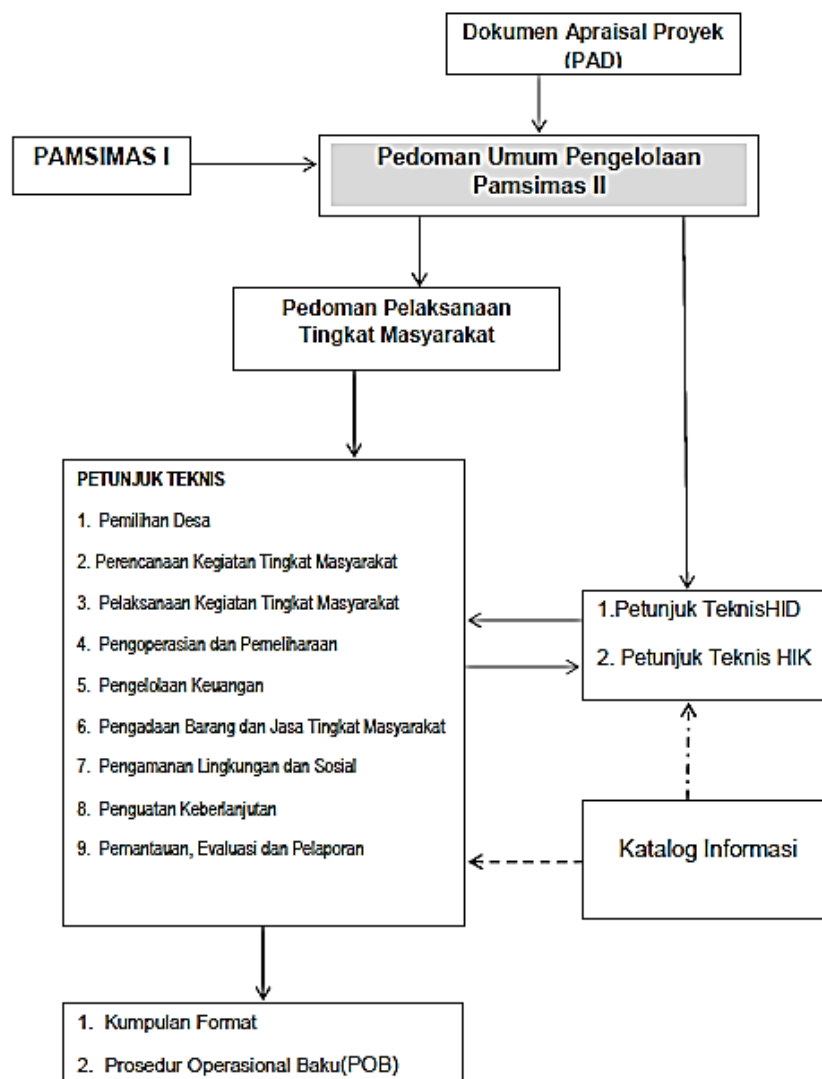 Dokumen Apraisal Proyek
(PAD)
PAMSIMAS I
Pedoman Umum Pengelolaan
Pamsimas II
Pedoman Pelaksanaan
Tingkat Masyarakat
PETUNJUK TEKNIS
1. Pemilihan Desa
2. Perencanaan Kegiatan Tingkat Masyarakat
3. Pelaksanaan Kegiatan Tingkat Masyarakat
4. Pengoperasian dan Pemeliharaan
5. Pengelolaan Keuangan
6. Pengadaan Barang dan Jasa Tingkat Masyarakat
7. Pengamanan Lingkungan dan Sosial
8. Penguatan Keberlanjutan
9. Pemantauan, Evaluasi dan Pelaporan
1.Petunjuk TeknisHID
2. Petunjuk Teknis HIK
Katalog Informasi
1. Kumpulan Format
2. Prosedur Operasional Baku(POB)